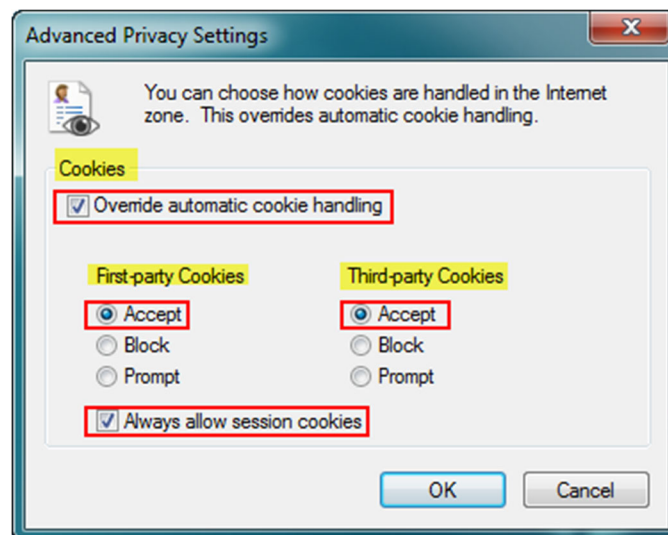 Advanced Privacy Settings
You can choose how cookies are handled in the Internet
zone. This overrides automatic cookie handling.
Cookies
Override automatic cookie handling
First-party Cookies Third-party Cookies
Accept Accept
Block Block
Prompt Prompt
Always allow session cookies
OK Cancel